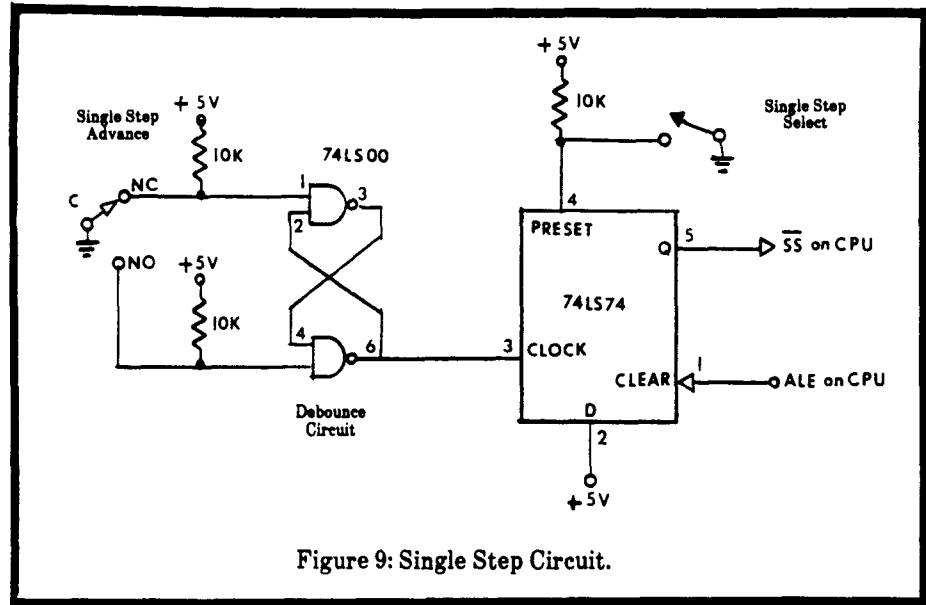 Single Step
Advance
+5V
10K
C
NC
1
2
3
74LS00
NO
+5V
10K
4
6
Debounce
Circuit
+5V
10K
Single Step
Select
4
PRESET
Q
5
SS on CPU
74LS74
3
CLOCK
CLEAR
1
ALE on CPU
D
2
+5V
Figure 9: Single Step Circuit.